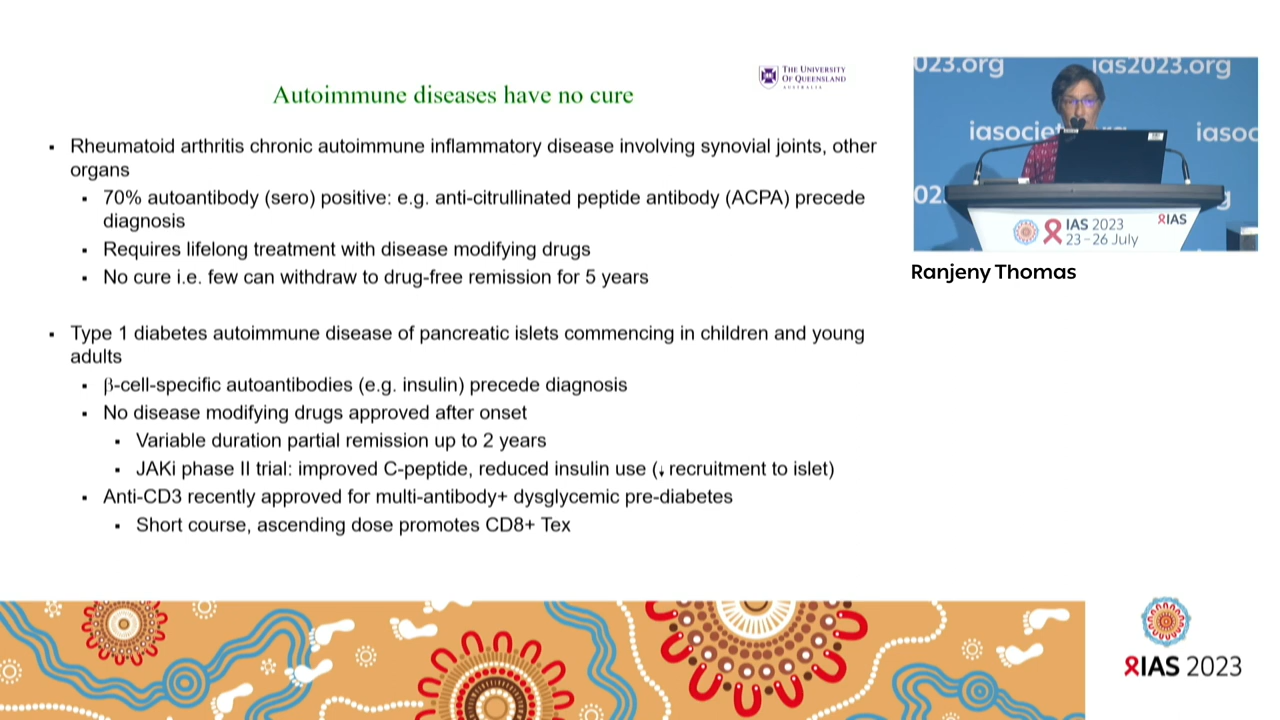 THE UNIVERSITY
OF QUEENSLAND
AUSTRALIA
Autoimmune diseases have no cure
▪ Rheumatoid arthritis chronic autoimmune inflammatory disease involving synovial joints, other
organs
▪ 70% autoantibody (sero) positive: e.g. anti-citrullinated peptide antibody (ACPA) precede
diagnosis
▪ Requires lifelong treatment with disease modifying drugs
▪ No cure i.e. few can withdraw to drug-free remission for 5 years
▪ Type 1 diabetes autoimmune disease of pancreatic islets commencing in children and young
adults
▪ β-cell-specific autoantibodies (e.g. insulin) precede diagnosis
▪ No disease modifying drugs approved after onset
▪ Variable duration partial remission up to 2 years
▪ JAKi phase II trial: improved C-peptide, reduced insulin use (↓ recruitment to islet)
▪ Anti-CD3 recently approved for multi-antibody+ dysglycemic pre-diabetes
▪ Short course, ascending dose promotes CD8+ Tex
023.org ias2023.org
iasociet iasoc
02
IAS 2023
23-26 July
IAS
Ranjeny Thomas
IAS 2023